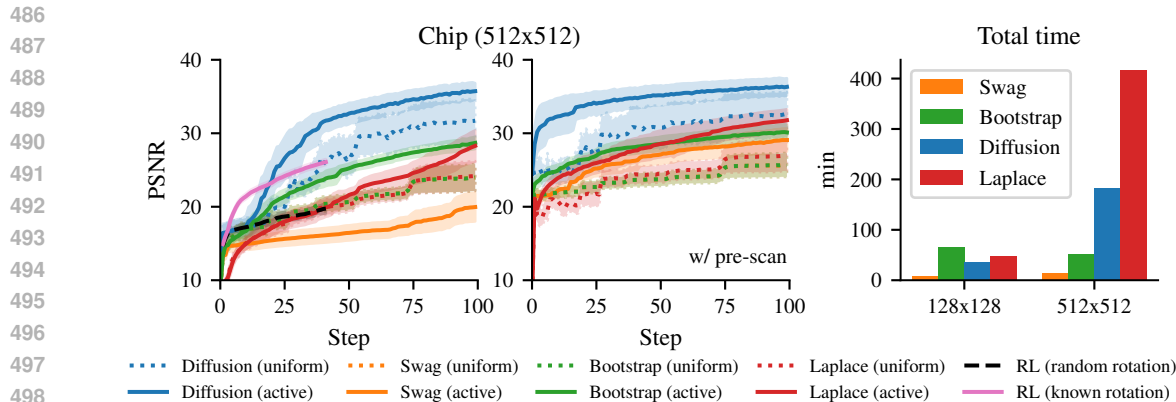 486
487
488
489
490
491
492
493
494
495
496
497
498
Chip (512x512)
Total time
PSNR
40
30
20
10
0
25
50
75
100
Step
40
30
20
10
w/ pre-scan
0
25
50
75
100
Step
min
400
300
200
100
0
Swag
Bootstrap
Diffusion
Laplace
128x128
512x512
Diffusion (uniform)
Swag (uniform)
Bootstrap (uniform)
Laplace (uniform)
RL (random rotation)
Diffusion (active)
Swag (active)
Bootstrap (active)
Laplace (active)
RL (known rotation)